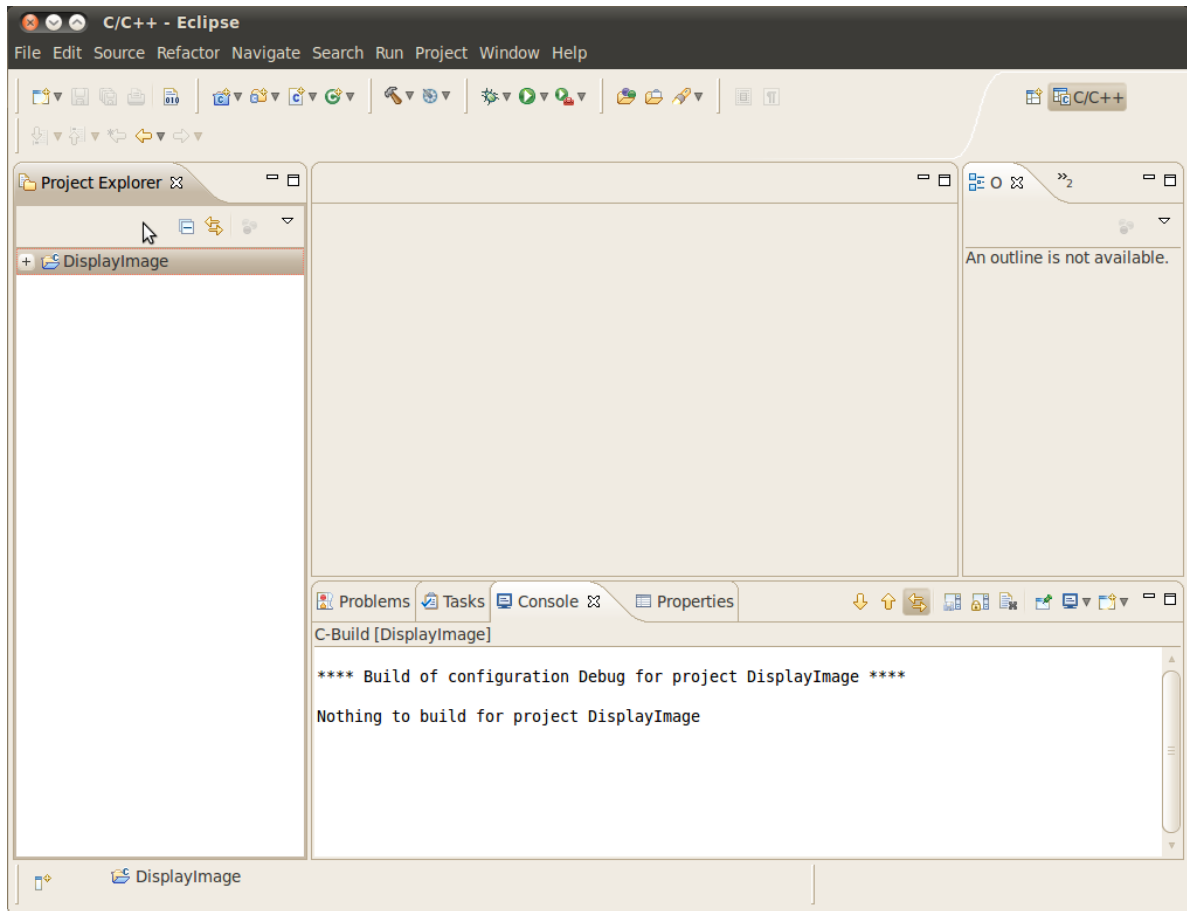 C/C++ - Eclipse
File Edit Source Refactor Navigate Search Run Project Window Help
C/C++
Project Explorer
O
»2
DisplayImage
An outline is not available.
Problems Tasks Console Properties
C-Build [DisplayImage]
**** Build of configuration Debug for project DisplayImage ****
Nothing to build for project DisplayImage
DisplayImage